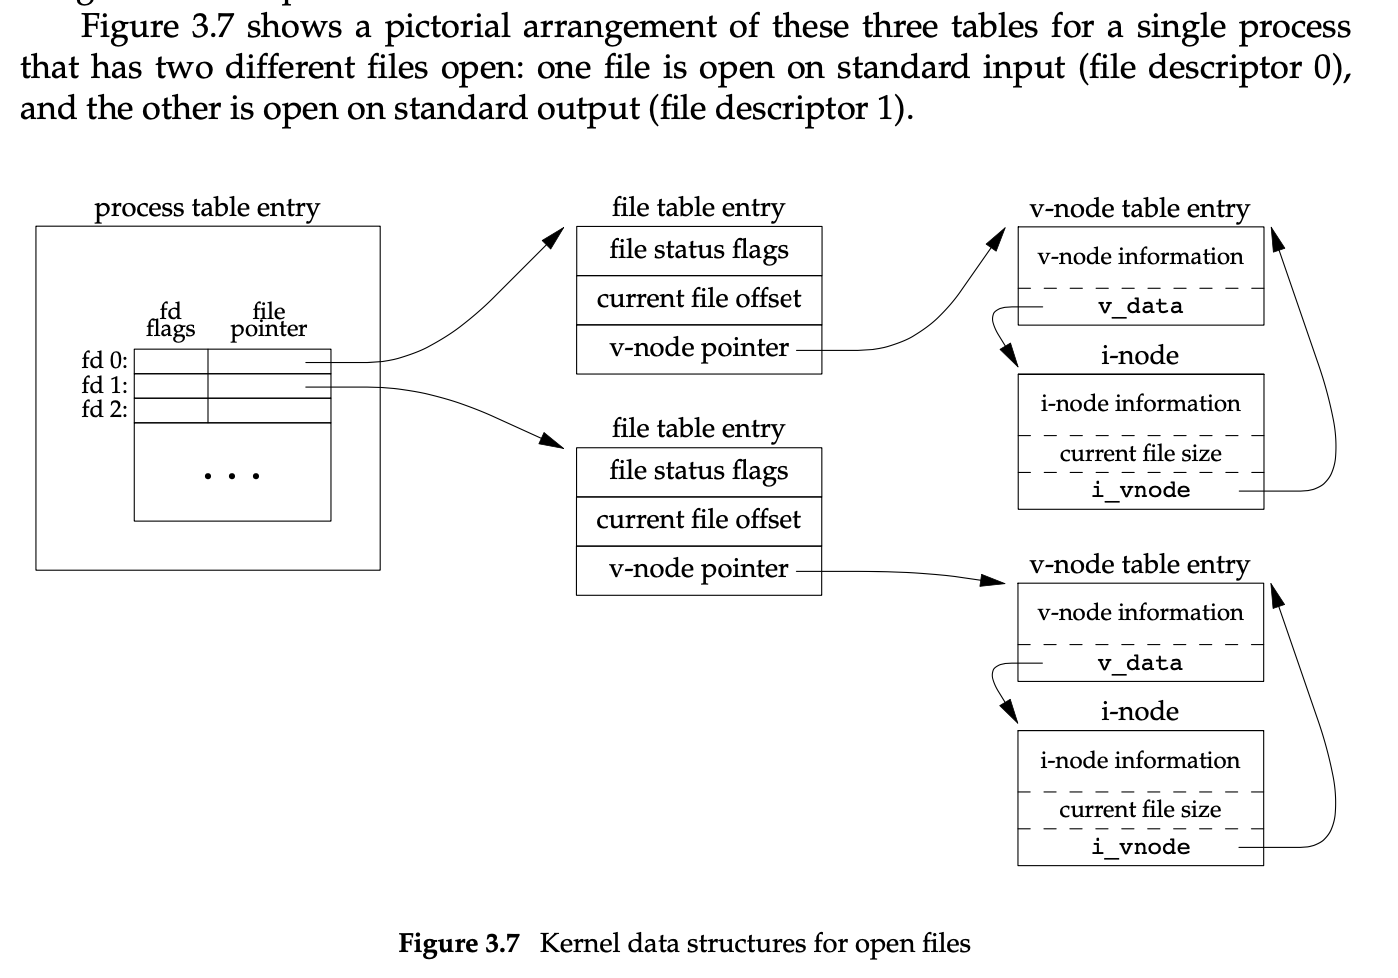 Figure 3.7 shows a pictorial arrangement of these three tables for a single process
that has two different files open: one file is open on standard input (file descriptor 0),
and the other is open on standard output (file descriptor 1).
process table entry
fd
flags
file
pointer
fd 0:
fd 1:
fd 2:
. . .
file table entry
file status flags
current file offset
v-node pointer
file table entry
file status flags
current file offset
v-node pointer
v-node table entry
v-node information
v_data
i-node
i-node information
current file size
i_vnode
v-node table entry
v-node information
v_data
i-node
i-node information
current file size
i_vnode
Figure 3.7 Kernel data structures for open files